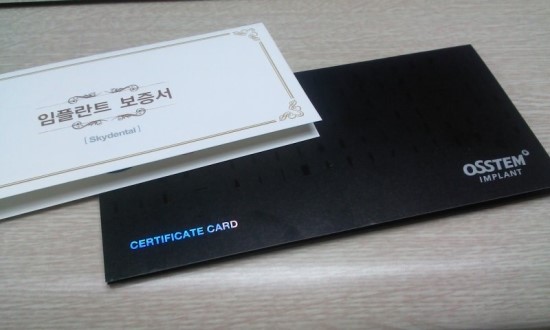 임플란트 보증서
( Skydental )
OSSTEM
IMPLANT
CERTIFICATE CARD